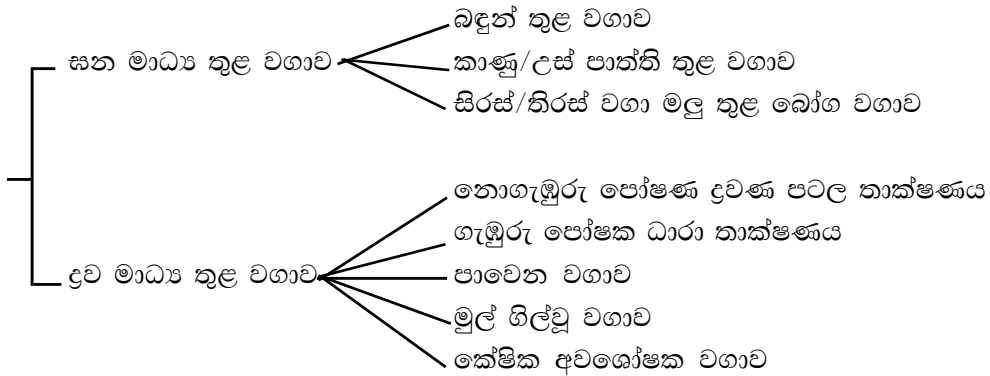 ඝන මාධ්‍ය තුළ වගාව
බඳුන් තුළ වගාව
කාණු/උස් පාත්ති තුළ වගාව
සිරස්/තිරස් වගා මලු තුළ බෝග වගාව
ද්‍රව මාධ්‍ය තුළ වගාව
නොගැඹුරු පෝෂණ ද්‍රවණ පටල තාක්ෂණය
ගැඹුරු පෝෂක ධාරා තාක්ෂණය
පාවෙන වගාව
මුල් ගිල්වූ වගාව
කේෂික අවශෝෂක වගාව